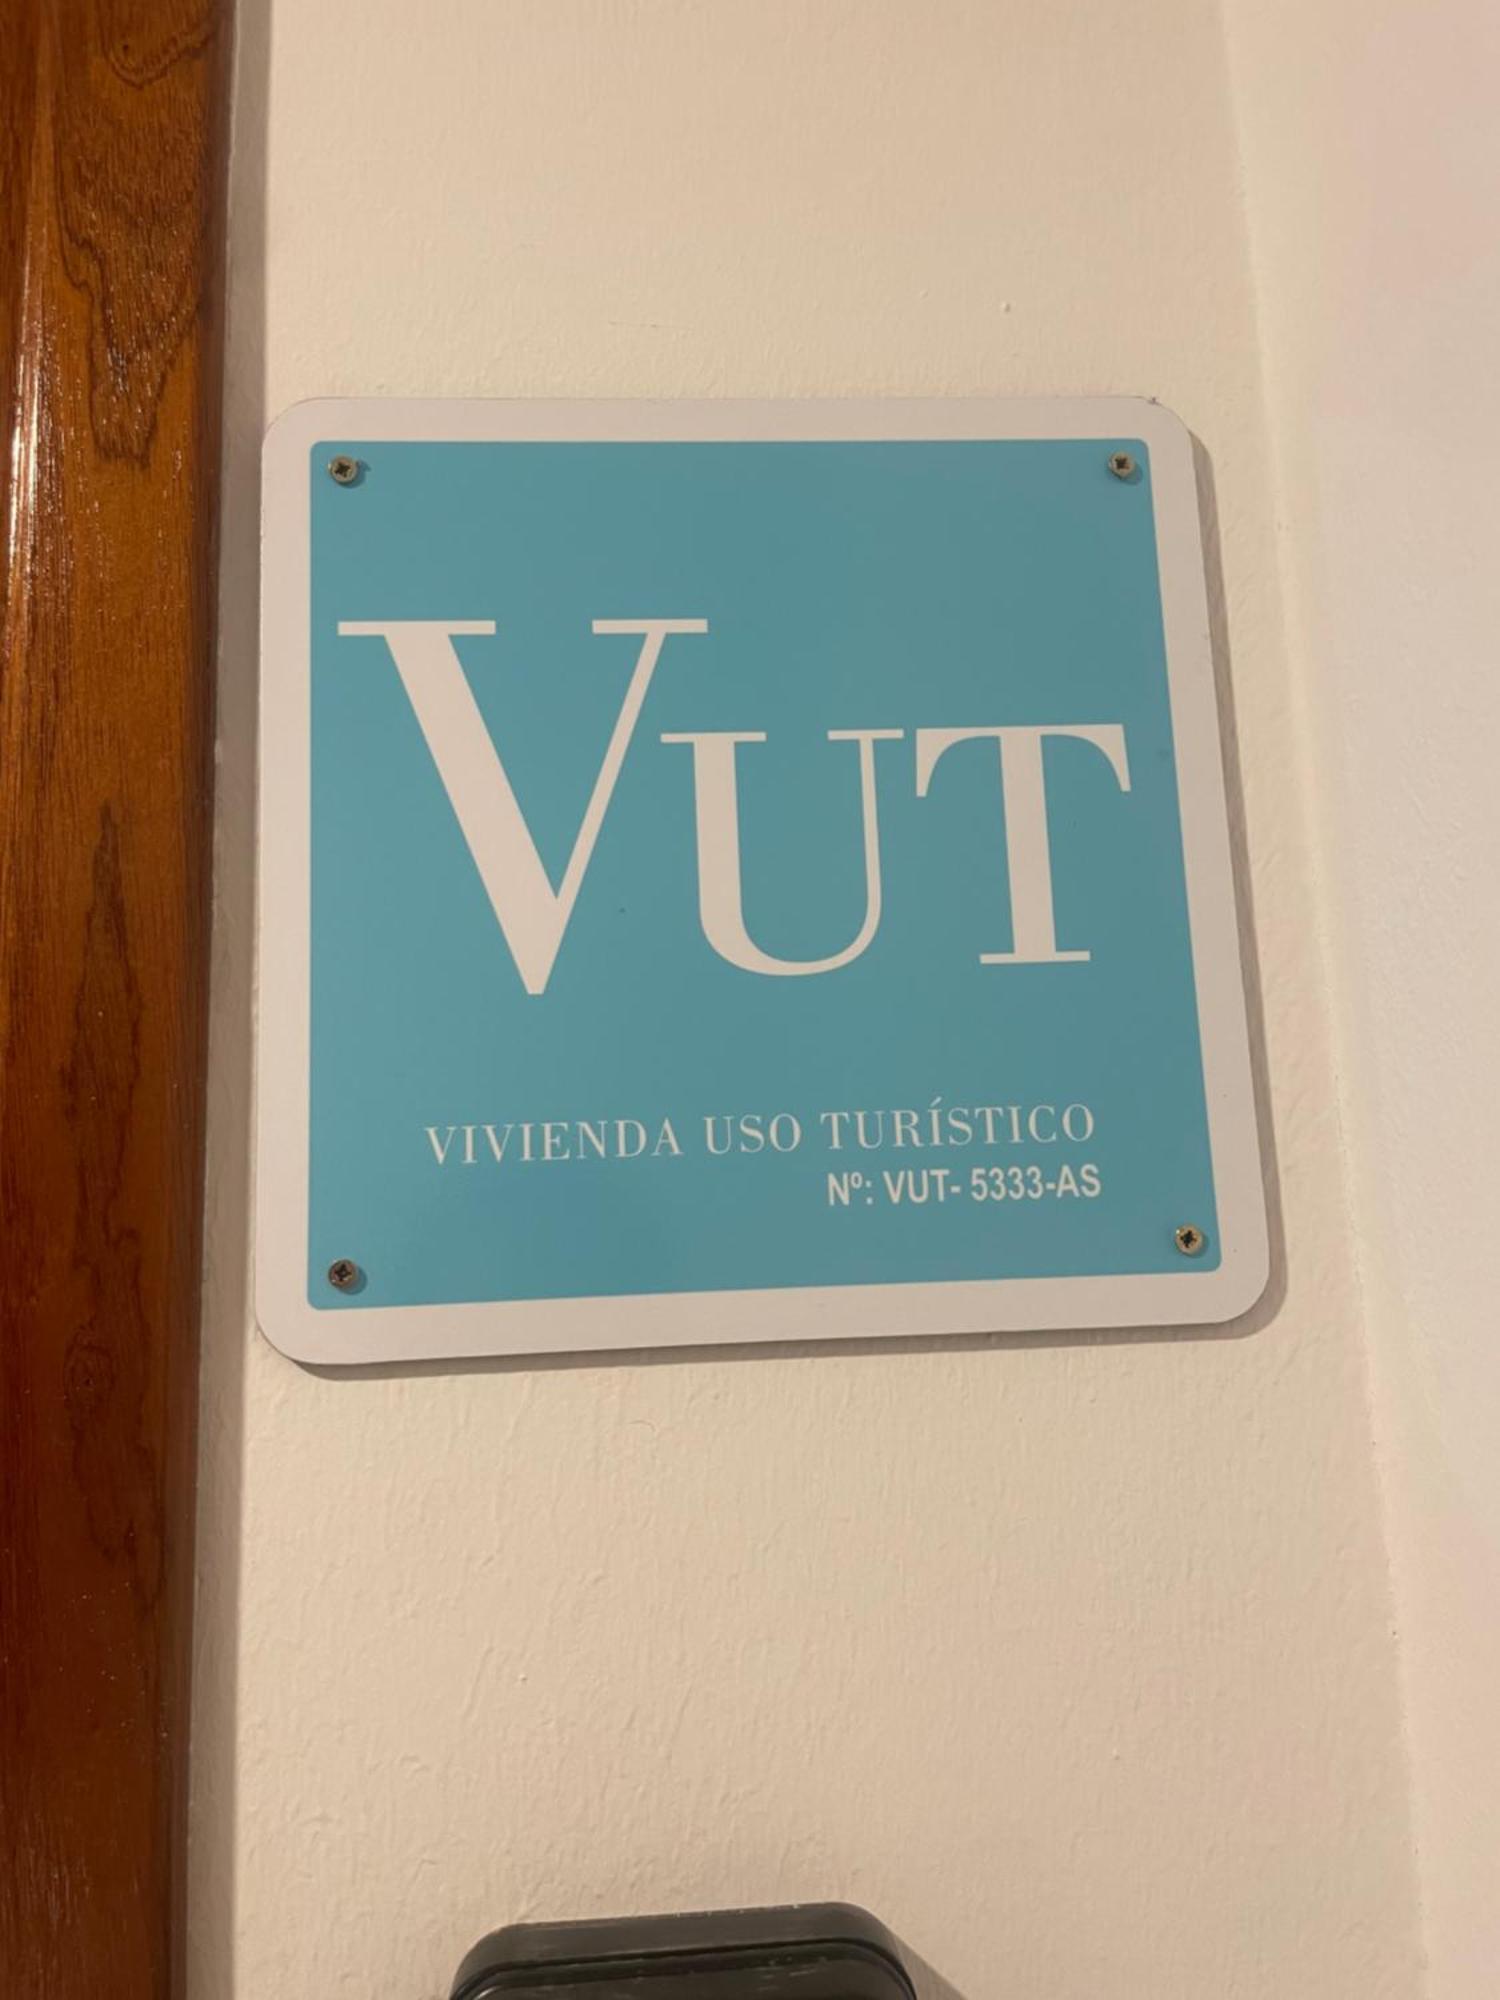 VUT
VIVIENDA USO TURÍSTICO
Nº: VUT- 5333-AS